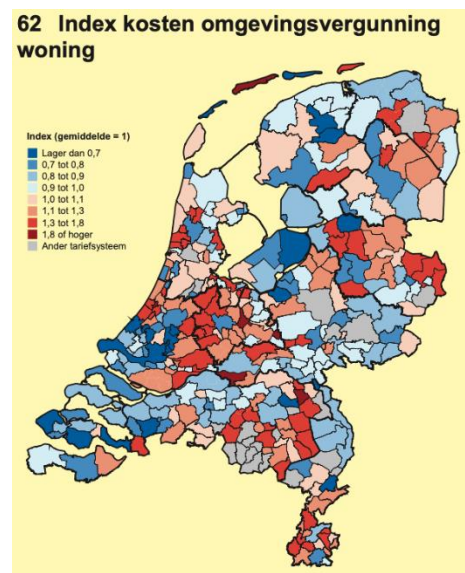 62 Index kosten omgevingsvergunning
woning
Index (gemiddelde = 1)
Lager dan 0,7
0,7 tot 0,8
0,8 tot 0,9
0,9 tot 1,0
1,0 tot 1,1
1,1 tot 1,3
1,3 tot 1,8
1,8 of hoger
Ander tariefsysteem